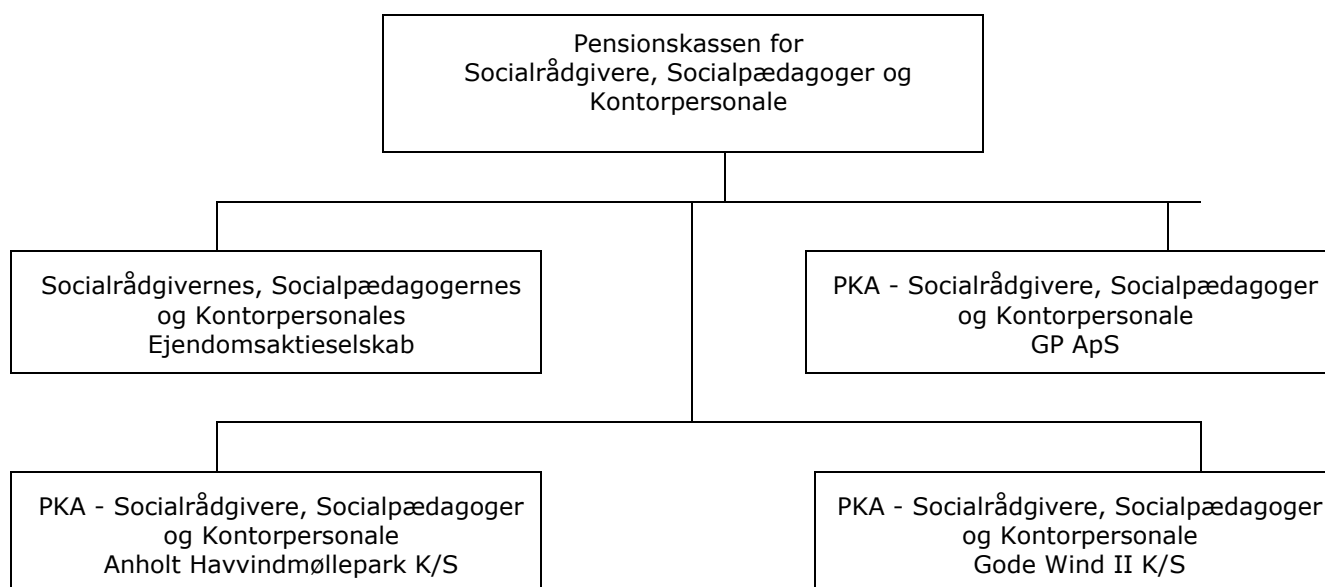 Pensionskassen for
Socialrådgivere, Socialpædagoger og
Kontorpersonale
Socialrådgivernes, Socialpædagogernes
og Kontorpersonales
Ejendomsaktieselskab
PKA - Socialrådgivere, Socialpædagoger
og Kontorpersonale
GP ApS
PKA - Socialrådgivere, Socialpædagoger
og Kontorpersonale
Anholt Havvindmøllepark K/S
PKA - Socialrådgivere, Socialpædagoger
og Kontorpersonale
Gode Wind II K/S